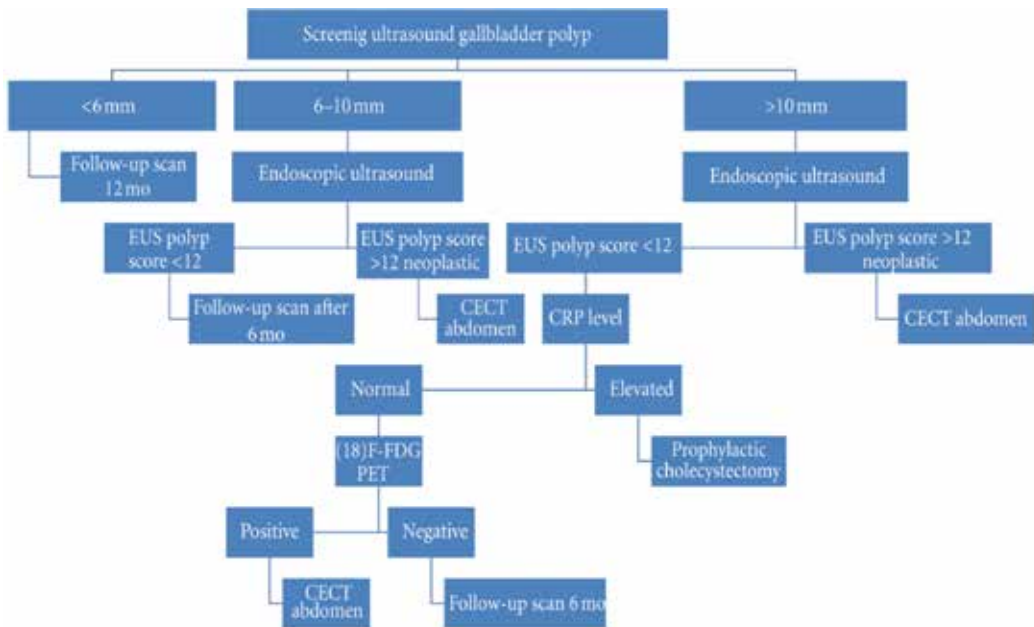 Screenig ultrasound gallbladder polyp
<6 mm
6–10 mm
>10 mm
Follow-up scan
12 mo
Endoscopic ultrasound
Endoscopic ultrasound
EUS polyp
score <12
EUS polyp score
>12 neoplastic
EUS polyp score <12
EUS polyp score >12
neoplastic
Follow-up scan after
6 mo
CECT
abdomen
CRP level
CECT abdomen
Normal
Elevated
(18)F-FDG
PET
Prophylactic
cholecystectomy
Positive
Negative
CECT
abdomen
Follow-up scan 6 mo